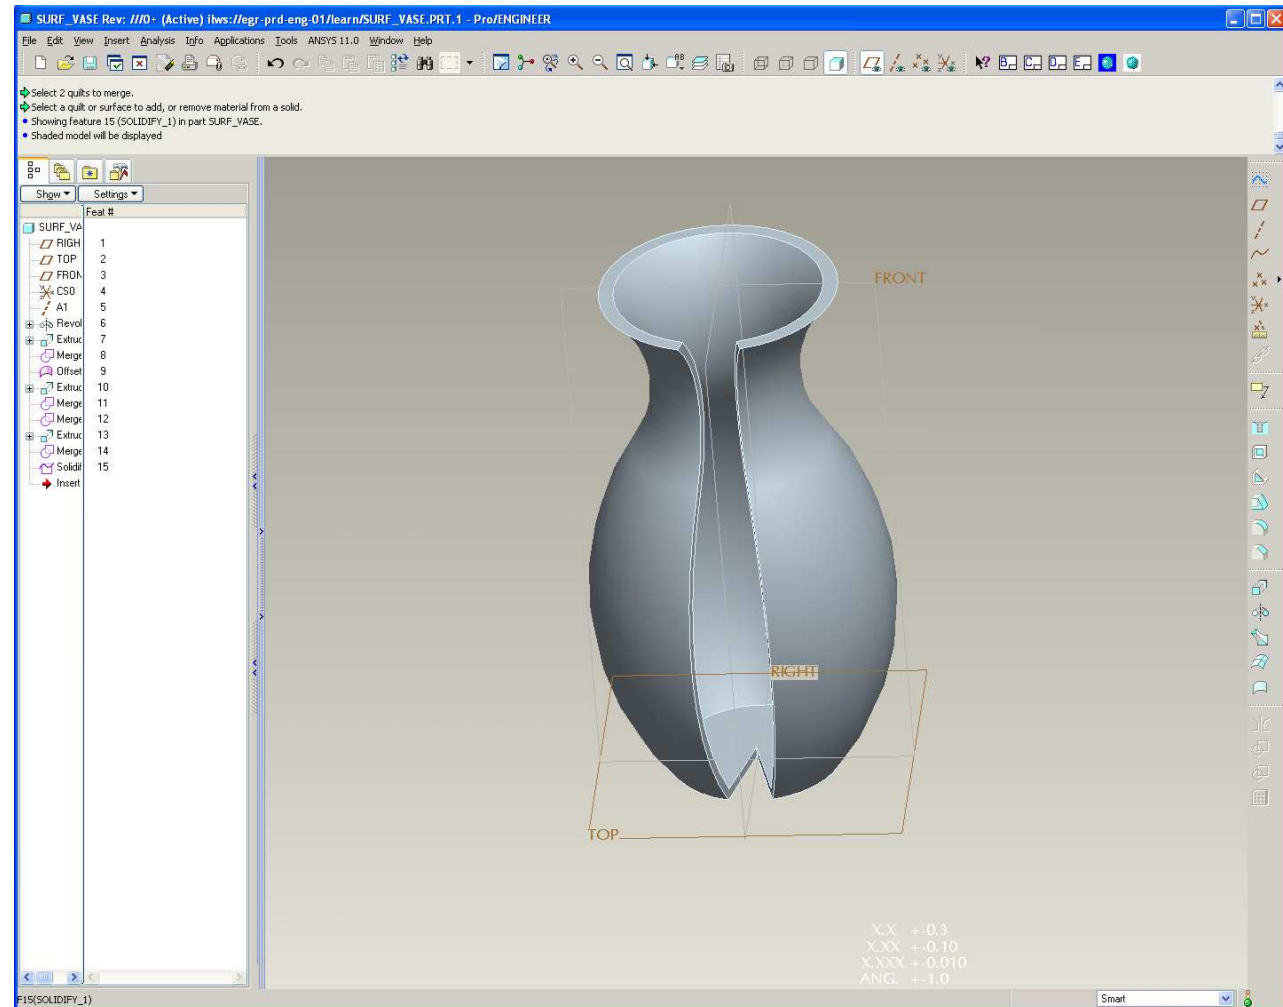 SURF_VASE Rev: ///0+ (Active) ilws://egr-prd-eng-01/learn/SURF_VASE.PRT.1 - Pro/ENGINEER
File Edit View Insert Analysis Info Applications Tools ANSYS 11.0 Window Help
Select 2 quilts to merge.
Select a quilt or surface to add, or remove material from a solid.
Showing feature 15 (SOLIDIFY_1) in part SURF_VASE.
Shaded model will be displayed
Show Settings
Feat #
SURF_VA
RIGH 1
TOP 2
FRON 3
CS0 4
A1 5
Revol 6
Extruc 7
Merge 8
Offset 9
Extruc 10
Merge 11
Merge 12
Extruc 13
Merge 14
Solidif 15
Insert
FRONT
RIGHT
TOP
X.X +-0.3
X.XX +-0.10
X.XXX +-0.010
ANG. +-1.0
F15(SOLIDIFY_1)
Smart